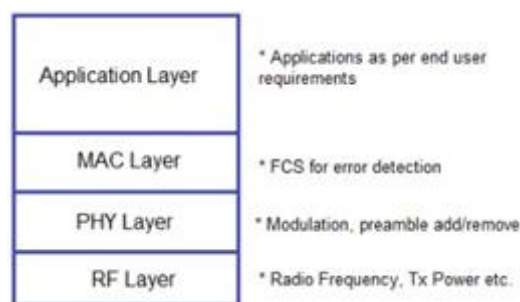 Application Layer
* Applications as per end user
requirements
MAC Layer
* FCS for error detection
PHY Layer
* Modulation, preamble add/remove
RF Layer
* Radio Frequency, Tx Power etc.